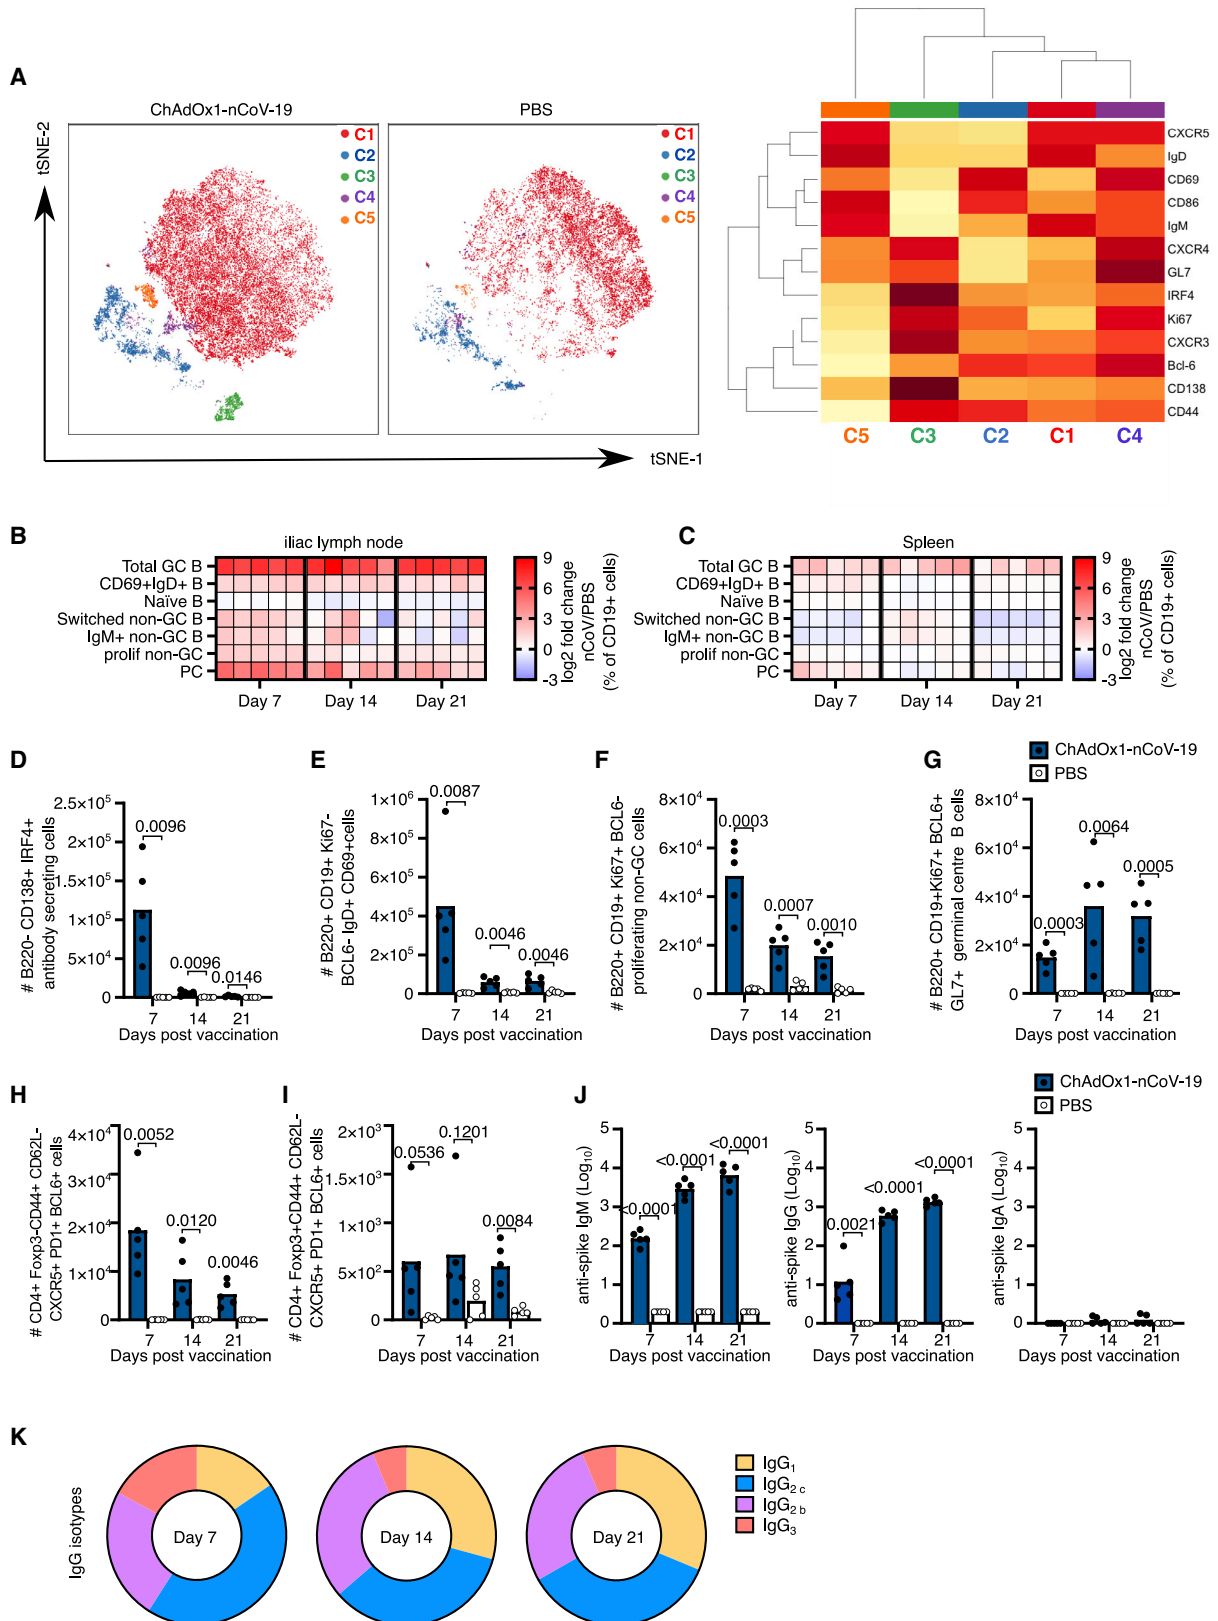 A
ChAdOx1-nCoV-19
PBS
tSNE-2
C1
C2
C3
C4
C5
C1
C2
C3
C4
C5
tSNE-1
CXCR5
IgD
CD69
CD86
IgM
CXCR4
GL7
IRF4
Ki67
CXCR3
Bcl-6
CD138
CD44
C5 C3 C2 C1 C4
B
iliac lymph node
Total GC B
CD69+IgD+ B
Naïve B
Switched non-GC B
IgM+ non-GC B
prolif non-GC
PC
Day 7 Day 14 Day 21
9
6
3
0
-3
log2 fold change
nCoV/PBS
(% of CD19+ cells)
C
Spleen
Total GC B
CD69+IgD+ B
Naïve B
Switched non-GC B
IgM+ non-GC B
prolif non-GC
PC
Day 7 Day 14 Day 21
9
6
3
0
-3
log2 fold change
nCoV/PBS
(% of CD19+ cells)
D
# B220- CD138+ IRF4+
antibody secreting cells
2.5×10⁵
2×10⁵
1.5×10⁵
1×10⁵
5×10⁴
0
0.0096
0.0096
0.0146
7 14 21
Days post vaccination
E
# B220+ CD19+ Ki67-
BCL6- IgD+ CD69+cells
1×10⁶
8×10⁵
6×10⁵
4×10⁵
2×10⁵
0
0.0087
0.0046
0.0046
7 14 21
Days post vaccination
F
# B220+ CD19+ Ki67+ BCL6-
proliferating non-GC cells
8×10⁴
6×10⁴
4×10⁴
2×10⁴
0
0.0003
0.0007
0.0010
7 14 21
Days post vaccination
G
ChAdOx1-nCoV-19
PBS
# B220+ CD19+Ki67+ BCL6+
GL7+ germinal centre B cells
8×10⁴
6×10⁴
4×10⁴
2×10⁴
0
0.0003
0.0064
0.0005
7 14 21
Days post vaccination
H
# CD4+ Foxp3-CD44+ CD62L-
CXCR5+ PD1+ BCL6+ cells
4×10⁴
3×10⁴
2×10⁴
1×10⁴
0
0.0052
0.0120
0.0046
7 14 21
Days post vaccination
I
# CD4+ Foxp3+CD44+ CD62L-
CXCR5+ PD1+ BCL6+ cells
2×10³
1×10³
1×10³
5×10²
0
0.0536
0.1201
0.0084
7 14 21
Days post vaccination
J
ChAdOx1-nCoV-19
PBS
anti-spike IgM (Log₁₀)
5
4
3
2
1
0
<0.0001
<0.0001
<0.0001
7 14 21
Days post vaccination
anti-spike IgG (Log₁₀)
5
4
3
2
1
0
0.0021
<0.0001
<0.0001
7 14 21
Days post vaccination
anti-spike IgA (Log₁₀)
5
4
3
2
1
0
7 14 21
Days post vaccination
K
IgG isotypes
Day 7
Day 14
Day 21
IgG₁
IgG₂ c
IgG₂ b
IgG₃